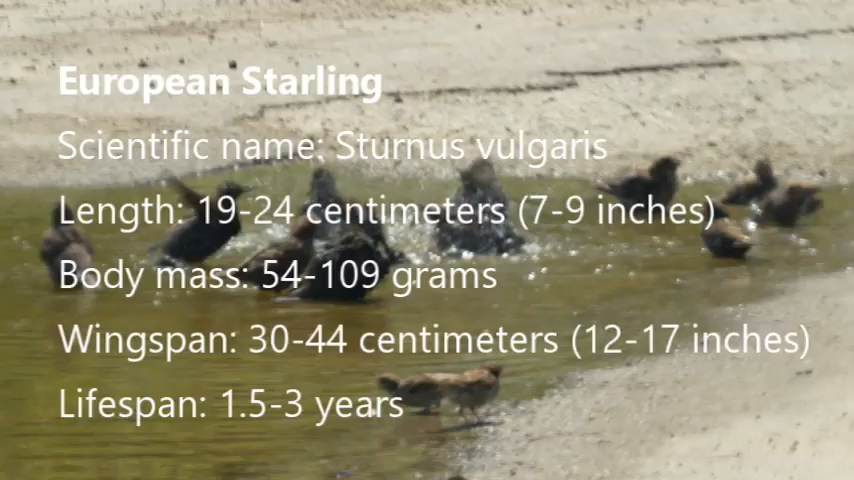 European Starling
Scientific name: Sturnus vulgaris
Length: 19-24 centimeters (7-9 inches)
Body mass: 54-109 grams
Wingspan: 30-44 centimeters (12-17 inches)
Lifespan: 1.5-3 years